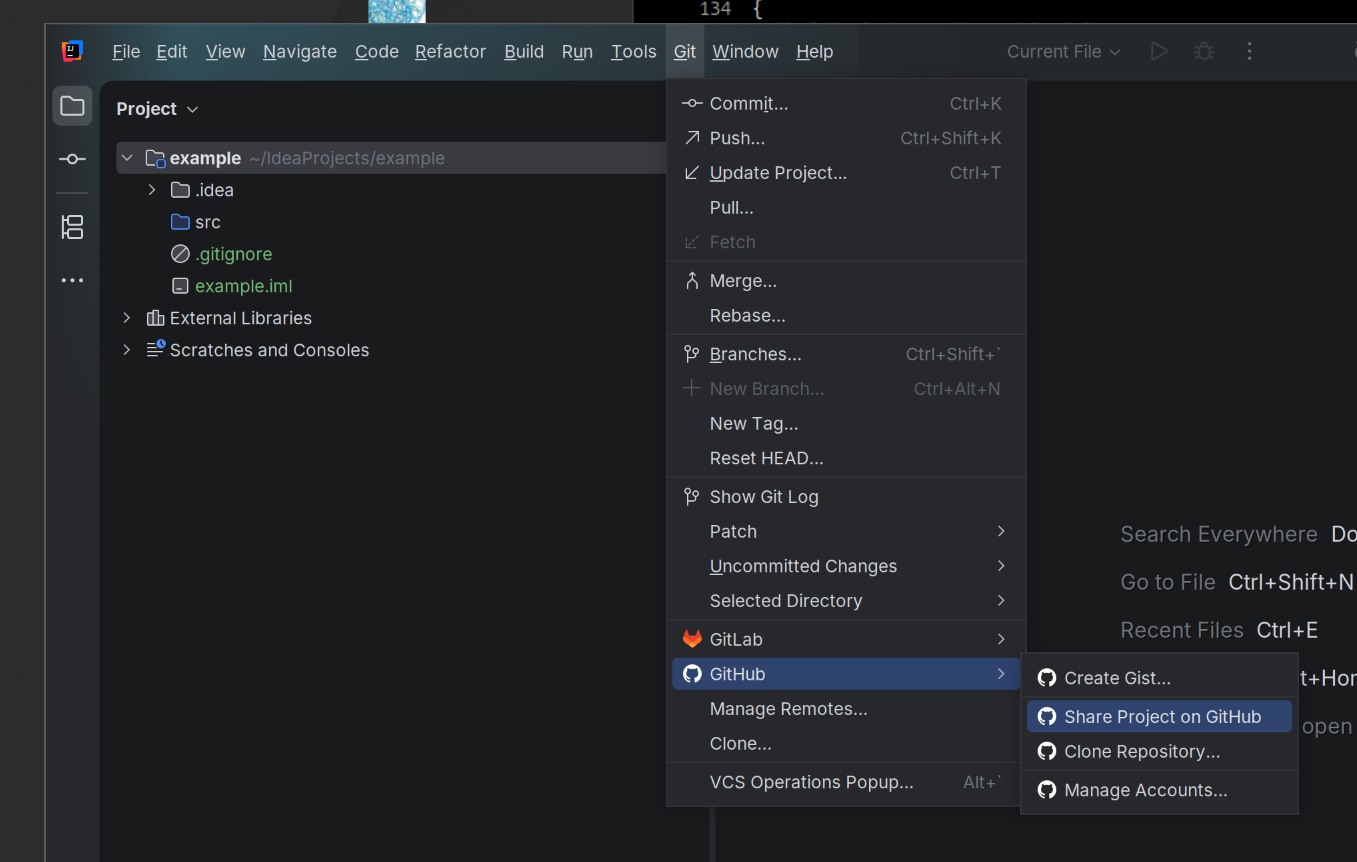 134 {
File Edit View Navigate Code Refactor Build Run Tools Git Window Help Current File
Project
example ~/IdeaProjects/example
.idea
src
.gitignore
example.iml
External Libraries
Scratches and Consoles
Commit... Ctrl+K
Push... Ctrl+Shift+K
Update Project... Ctrl+T
Pull...
Fetch
Merge...
Rebase...
Branches... Ctrl+Shift+`
New Branch... Ctrl+Alt+N
New Tag...
Reset HEAD...
Show Git Log
Patch
Uncommitted Changes
Selected Directory
GitLab
GitHub
Manage Remotes...
Clone...
VCS Operations Popup... Alt+`
Create Gist...
Share Project on GitHub
Clone Repository...
Manage Accounts...
Search Everywhere Do
Go to File Ctrl+Shift+N
Recent Files Ctrl+E
t+Hom
open